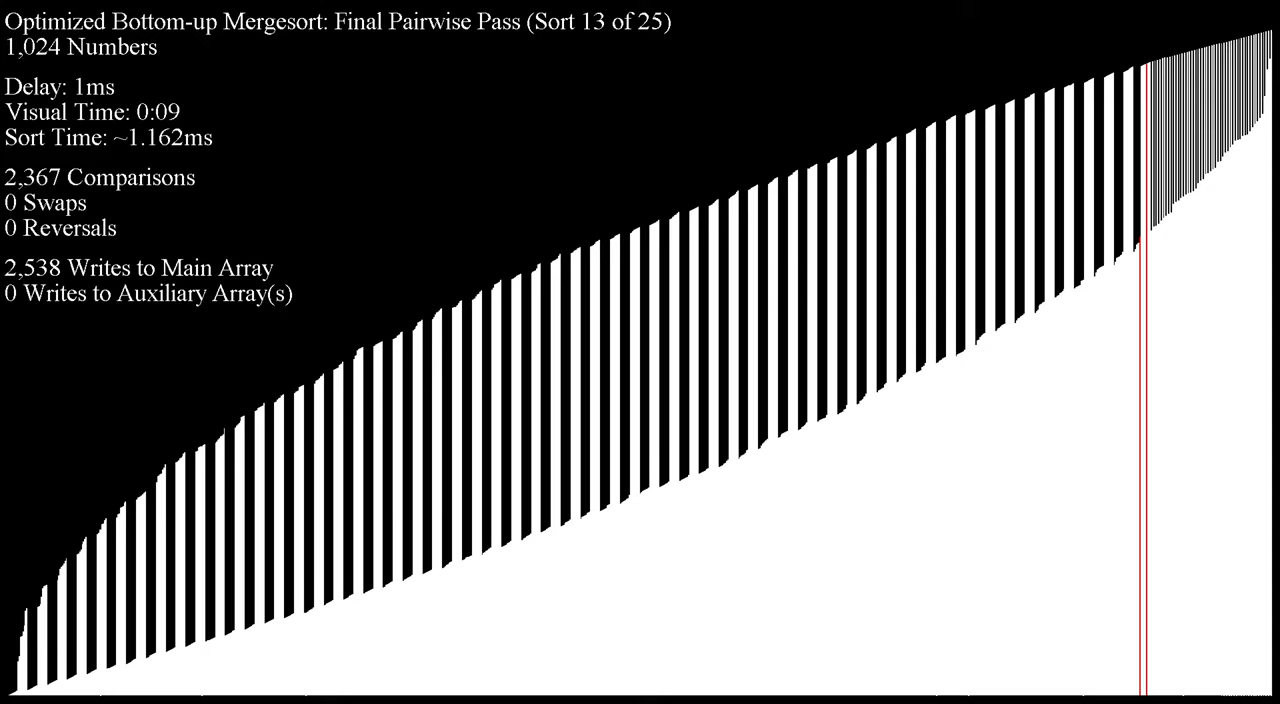 Optimized Bottom-up Mergesort: Final Pairwise Pass (Sort 13 of 25)
1,024 Numbers
Delay: 1ms
Visual Time: 0:09
Sort Time: ~1.162ms
2,367 Comparisons
0 Swaps
0 Reversals
2,538 Writes to Main Array
0 Writes to Auxiliary Array(s)